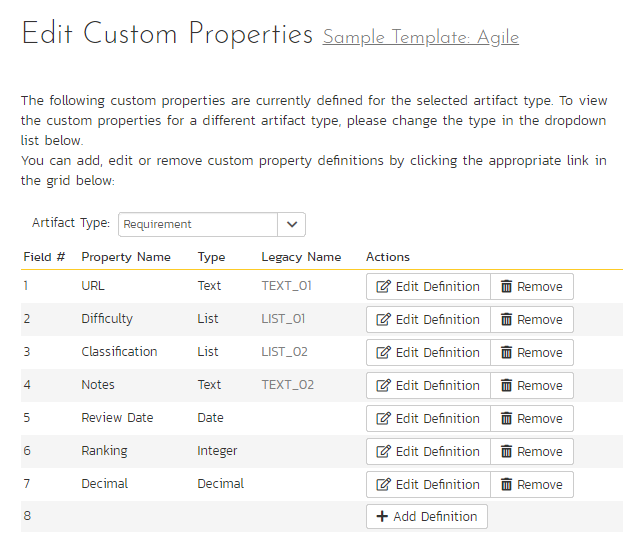 Edit Custom Properties Sample Template: Agile
The following custom properties are currently defined for the selected artifact type. To view
the custom properties for a different artifact type, please change the type in the dropdown
list below.
You can add, edit or remove custom property definitions by clicking the appropriate link in
the grid below:
Artifact Type: Requirement
Field # Property Name Type Legacy Name Actions
1 URL Text TEXT_01 Edit Definition Remove
2 Difficulty List LIST_01 Edit Definition Remove
3 Classification List LIST_02 Edit Definition Remove
4 Notes Text TEXT_02 Edit Definition Remove
5 Review Date Date Edit Definition Remove
6 Ranking Integer Edit Definition Remove
7 Decimal Decimal Edit Definition Remove
8 Add Definition